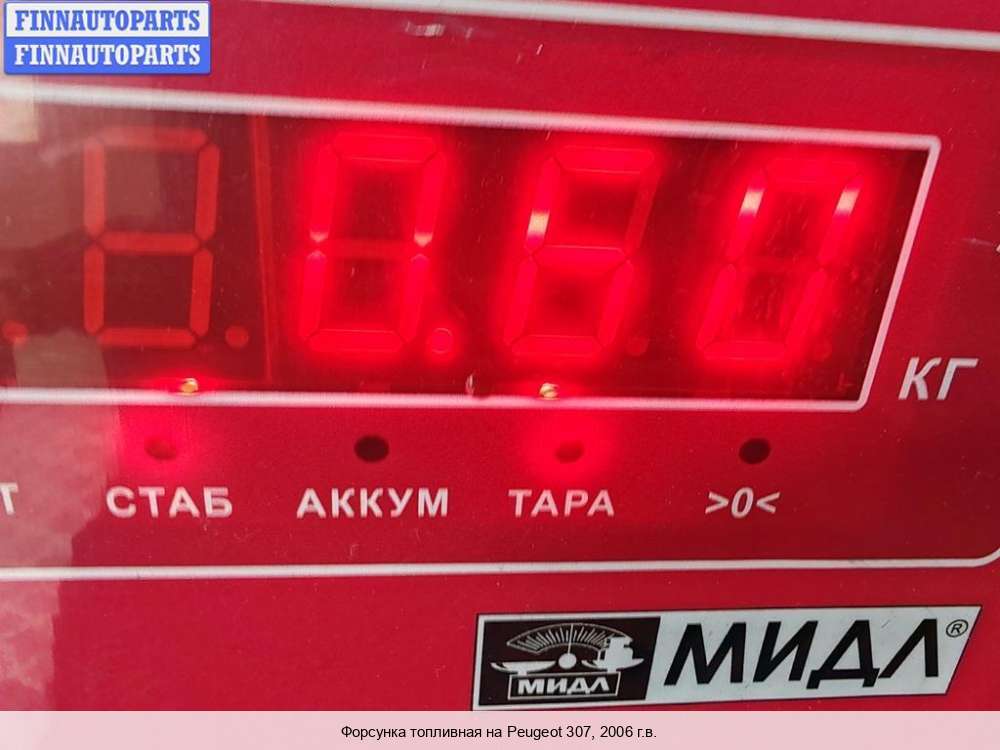 FINNAUTOPARTS
FINNAUTOPARTS
0.60
КГ
Т СТАБ АККУМ ТАРА >0<
МИДЛ МИДЛ®
Форсунка топливная на Peugeot 307, 2006 г.в.